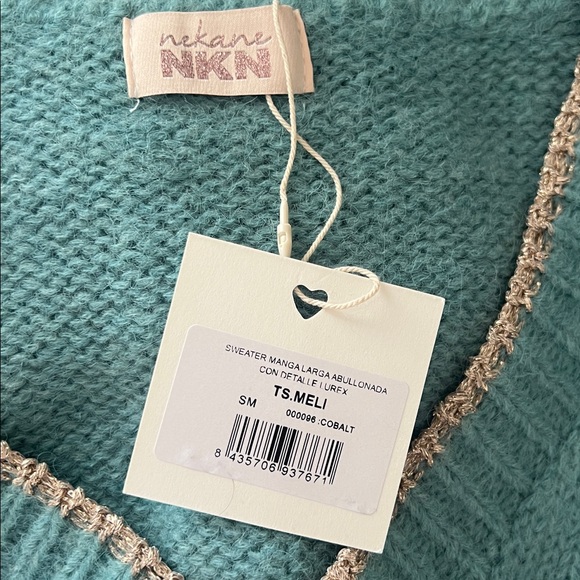 nekane
NKN
SWEATER MANGA LARGA ABULLONADA
CON DETALLE LUREX
TS.MELI
SM 000096:COBALT
8 435706 937671